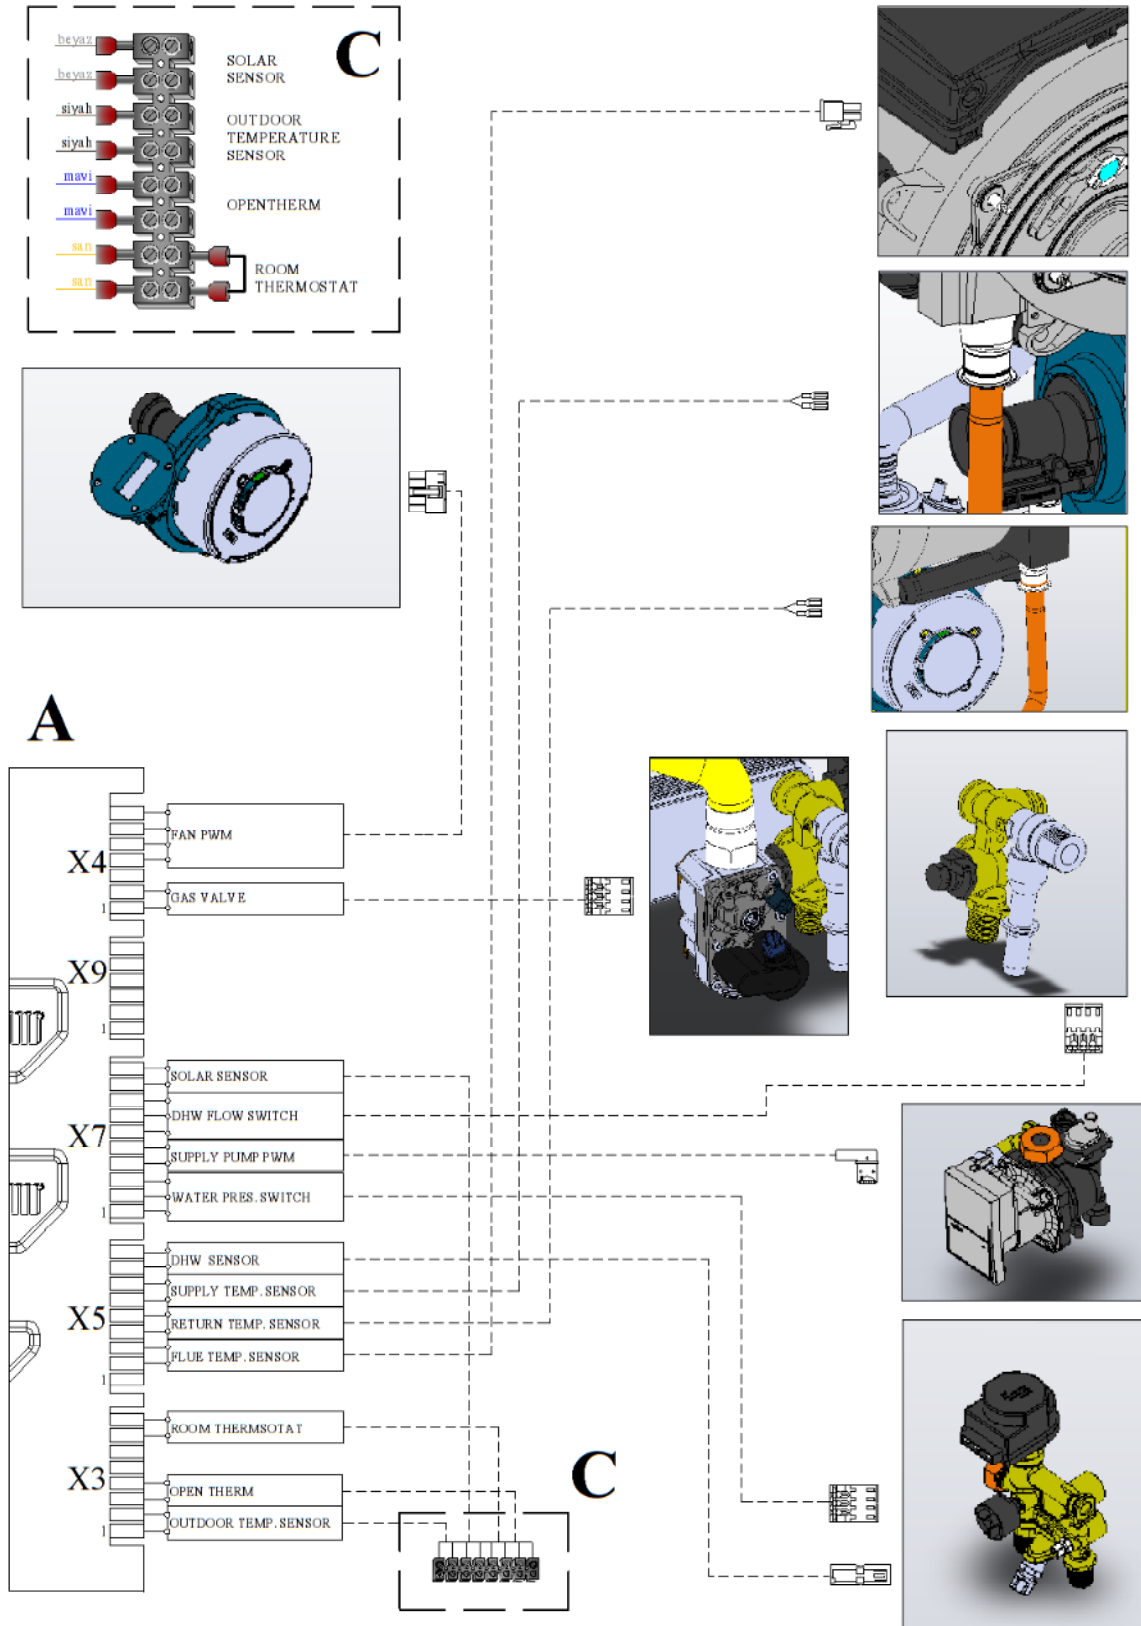 C
beyaz
SOLAR
SENSOR
beyaz
siyah
OUTDOOR
TEMPERATURE
SENSOR
siyah
mavi
OPENTHERM
mavi
sarı
ROOM
THERMOSTAT
sarı
A
FAN PWM
X4
GAS VALVE
1
X9
1
SOLAR SENSOR
DHW FLOW SWITCH
X7
SUPPLY PUMP PWM
WATER PRES. SWITCH
1
DHW SENSOR
SUPPLY TEMP. SENSOR
X5
RETURN TEMP. SENSOR
FLUE TEMP. SENSOR
1
ROOM THERMSOTAT
C
X3
OPEN THERM
1
OUTDOOR TEMP. SENSOR